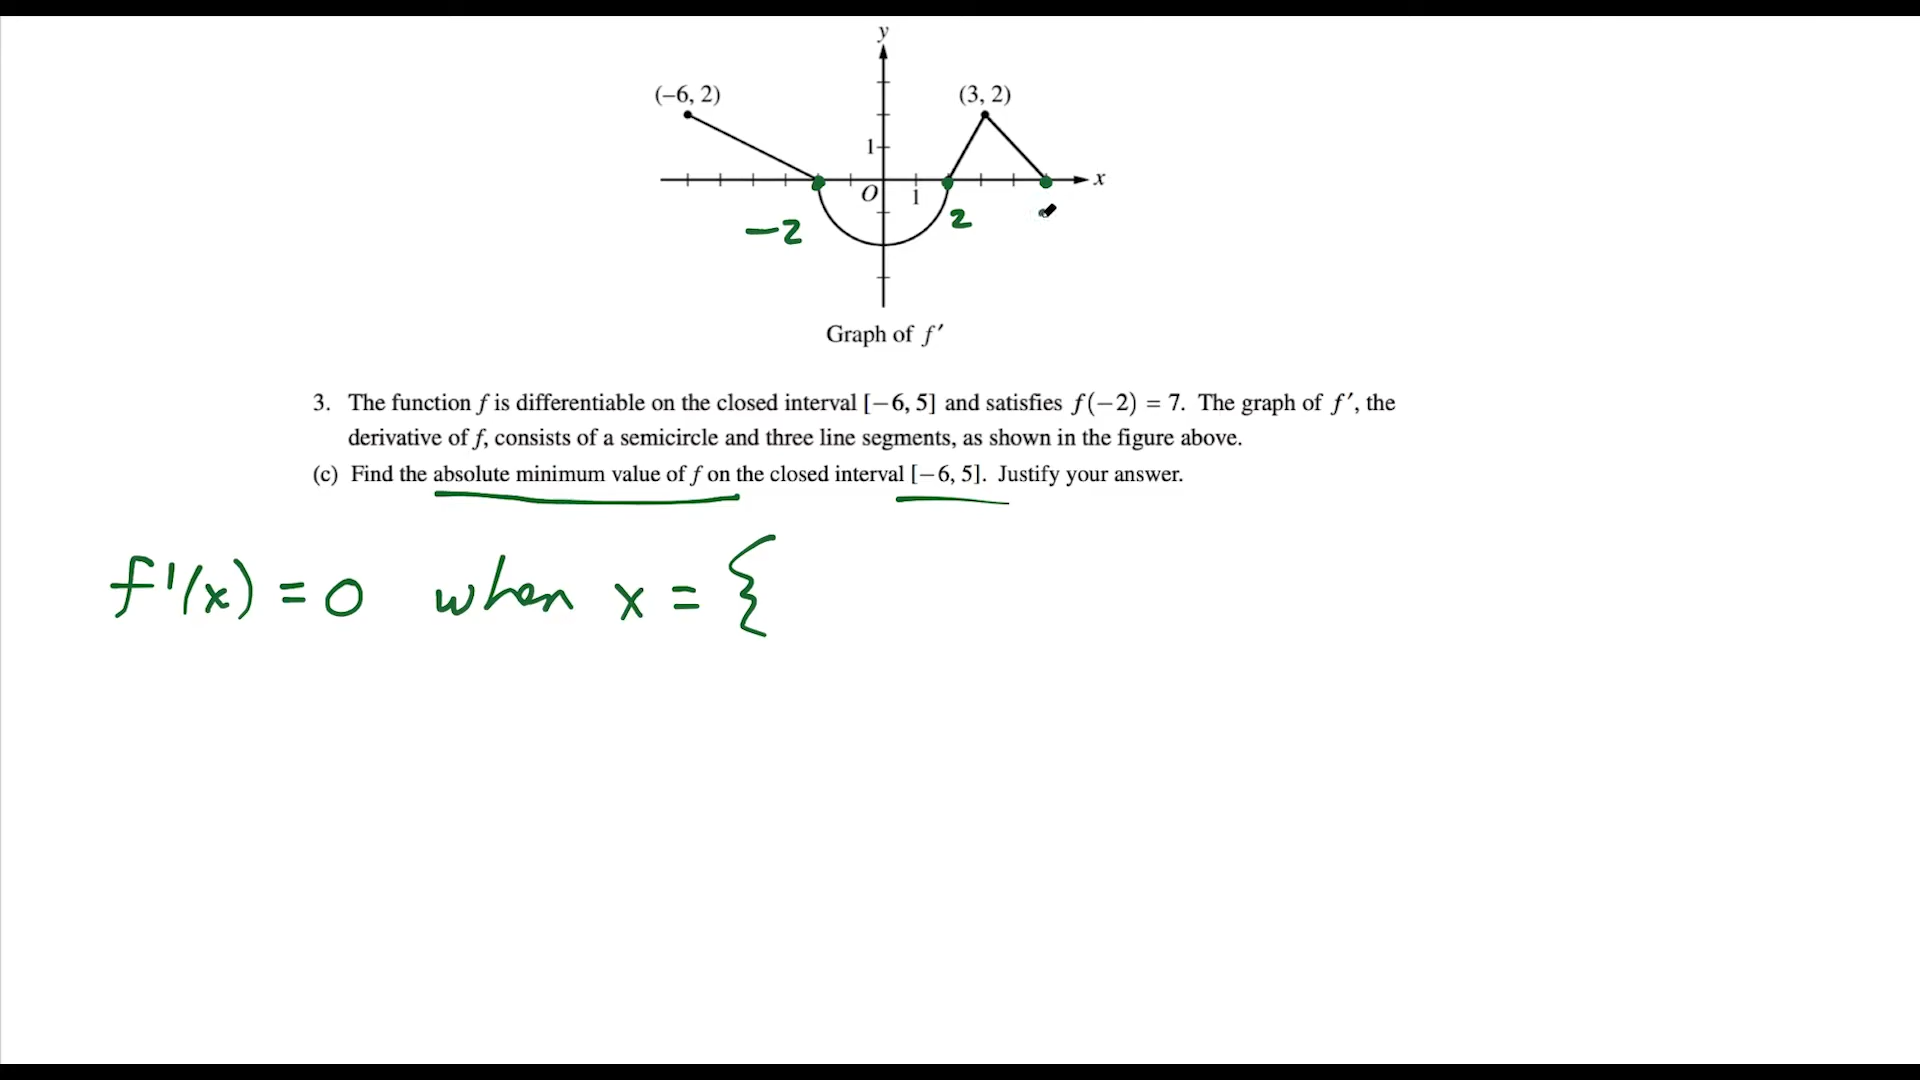 y
(−6, 2) (3, 2)
1
x
O 1
−2 2
Graph of f′
3. The function f is differentiable on the closed interval [−6, 5] and satisfies f(−2) = 7. The graph of f′, the
derivative of f, consists of a semicircle and three line segments, as shown in the figure above.
(c) Find the absolute minimum value of f on the closed interval [−6, 5]. Justify your answer.
f'(x) = 0 when x = {